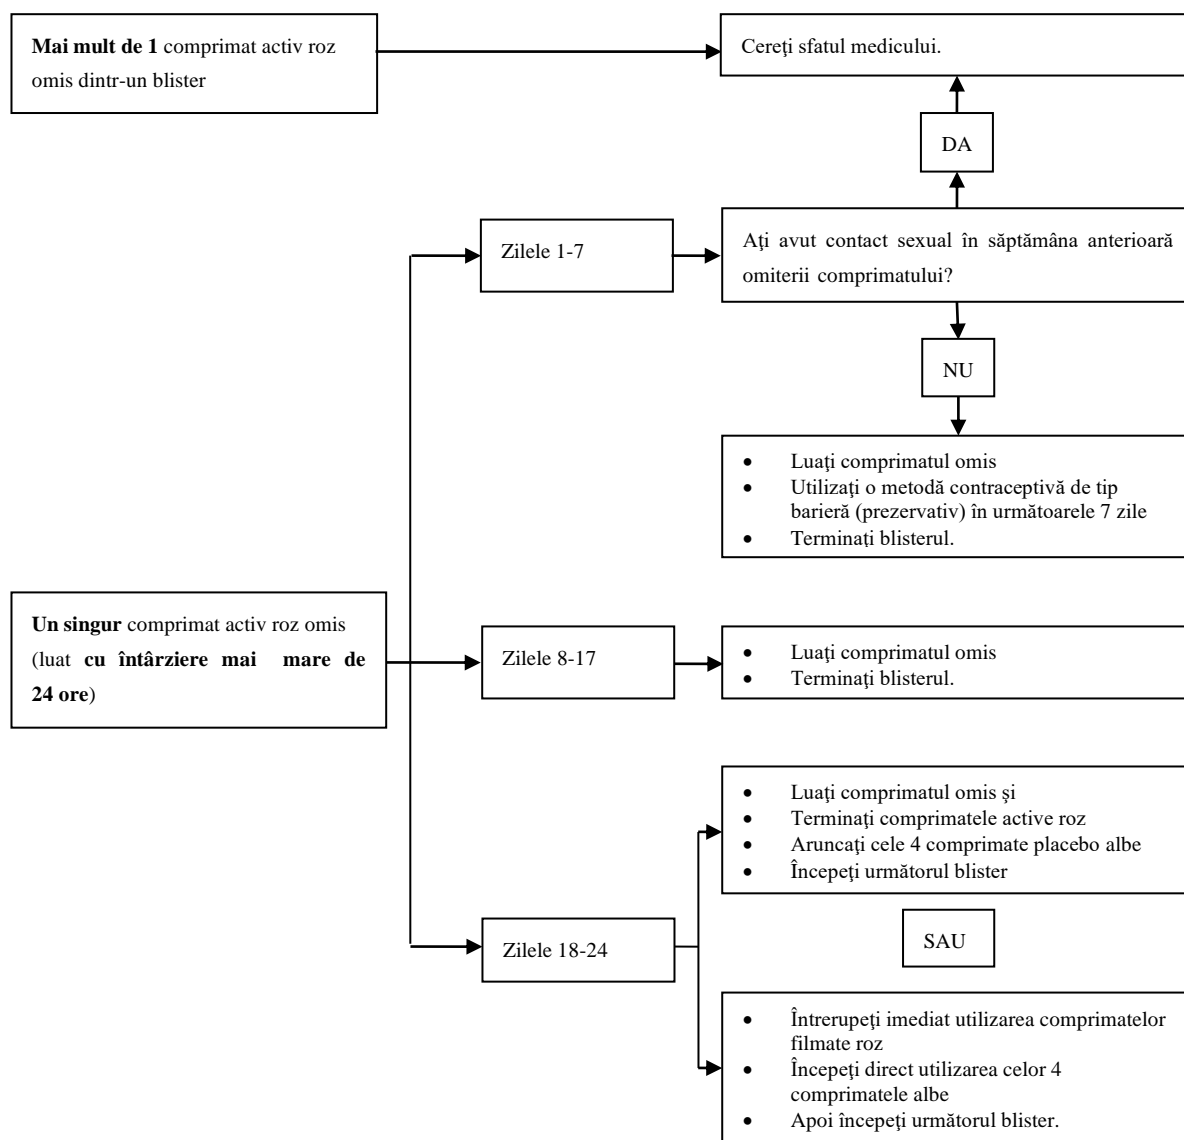 Mai mult de 1 comprimat activ roz
omis dintr-un blister
Cereţi sfatul medicului.
DA
Zilele 1-7
Aţi avut contact sexual în săptămâna anterioară
omiterii comprimatului?
NU
• Luaţi comprimatul omis
• Utilizaţi o metodă contraceptivă de tip
barieră (prezervativ) în următoarele 7 zile
• Terminaţi blisterul.
Un singur comprimat activ roz omis
(luat cu întârziere mai mare de
24 ore)
Zilele 8-17
• Luaţi comprimatul omis
• Terminaţi blisterul.
• Luaţi comprimatul omis şi
• Terminaţi comprimatele active roz
• Aruncaţi cele 4 comprimate placebo albe
• Începeţi următorul blister
Zilele 18-24
SAU
• Întrerupeţi imediat utilizarea comprimatelor
filmate roz
• Începeţi direct utilizarea celor 4
comprimatele albe
• Apoi începeţi următorul blister.